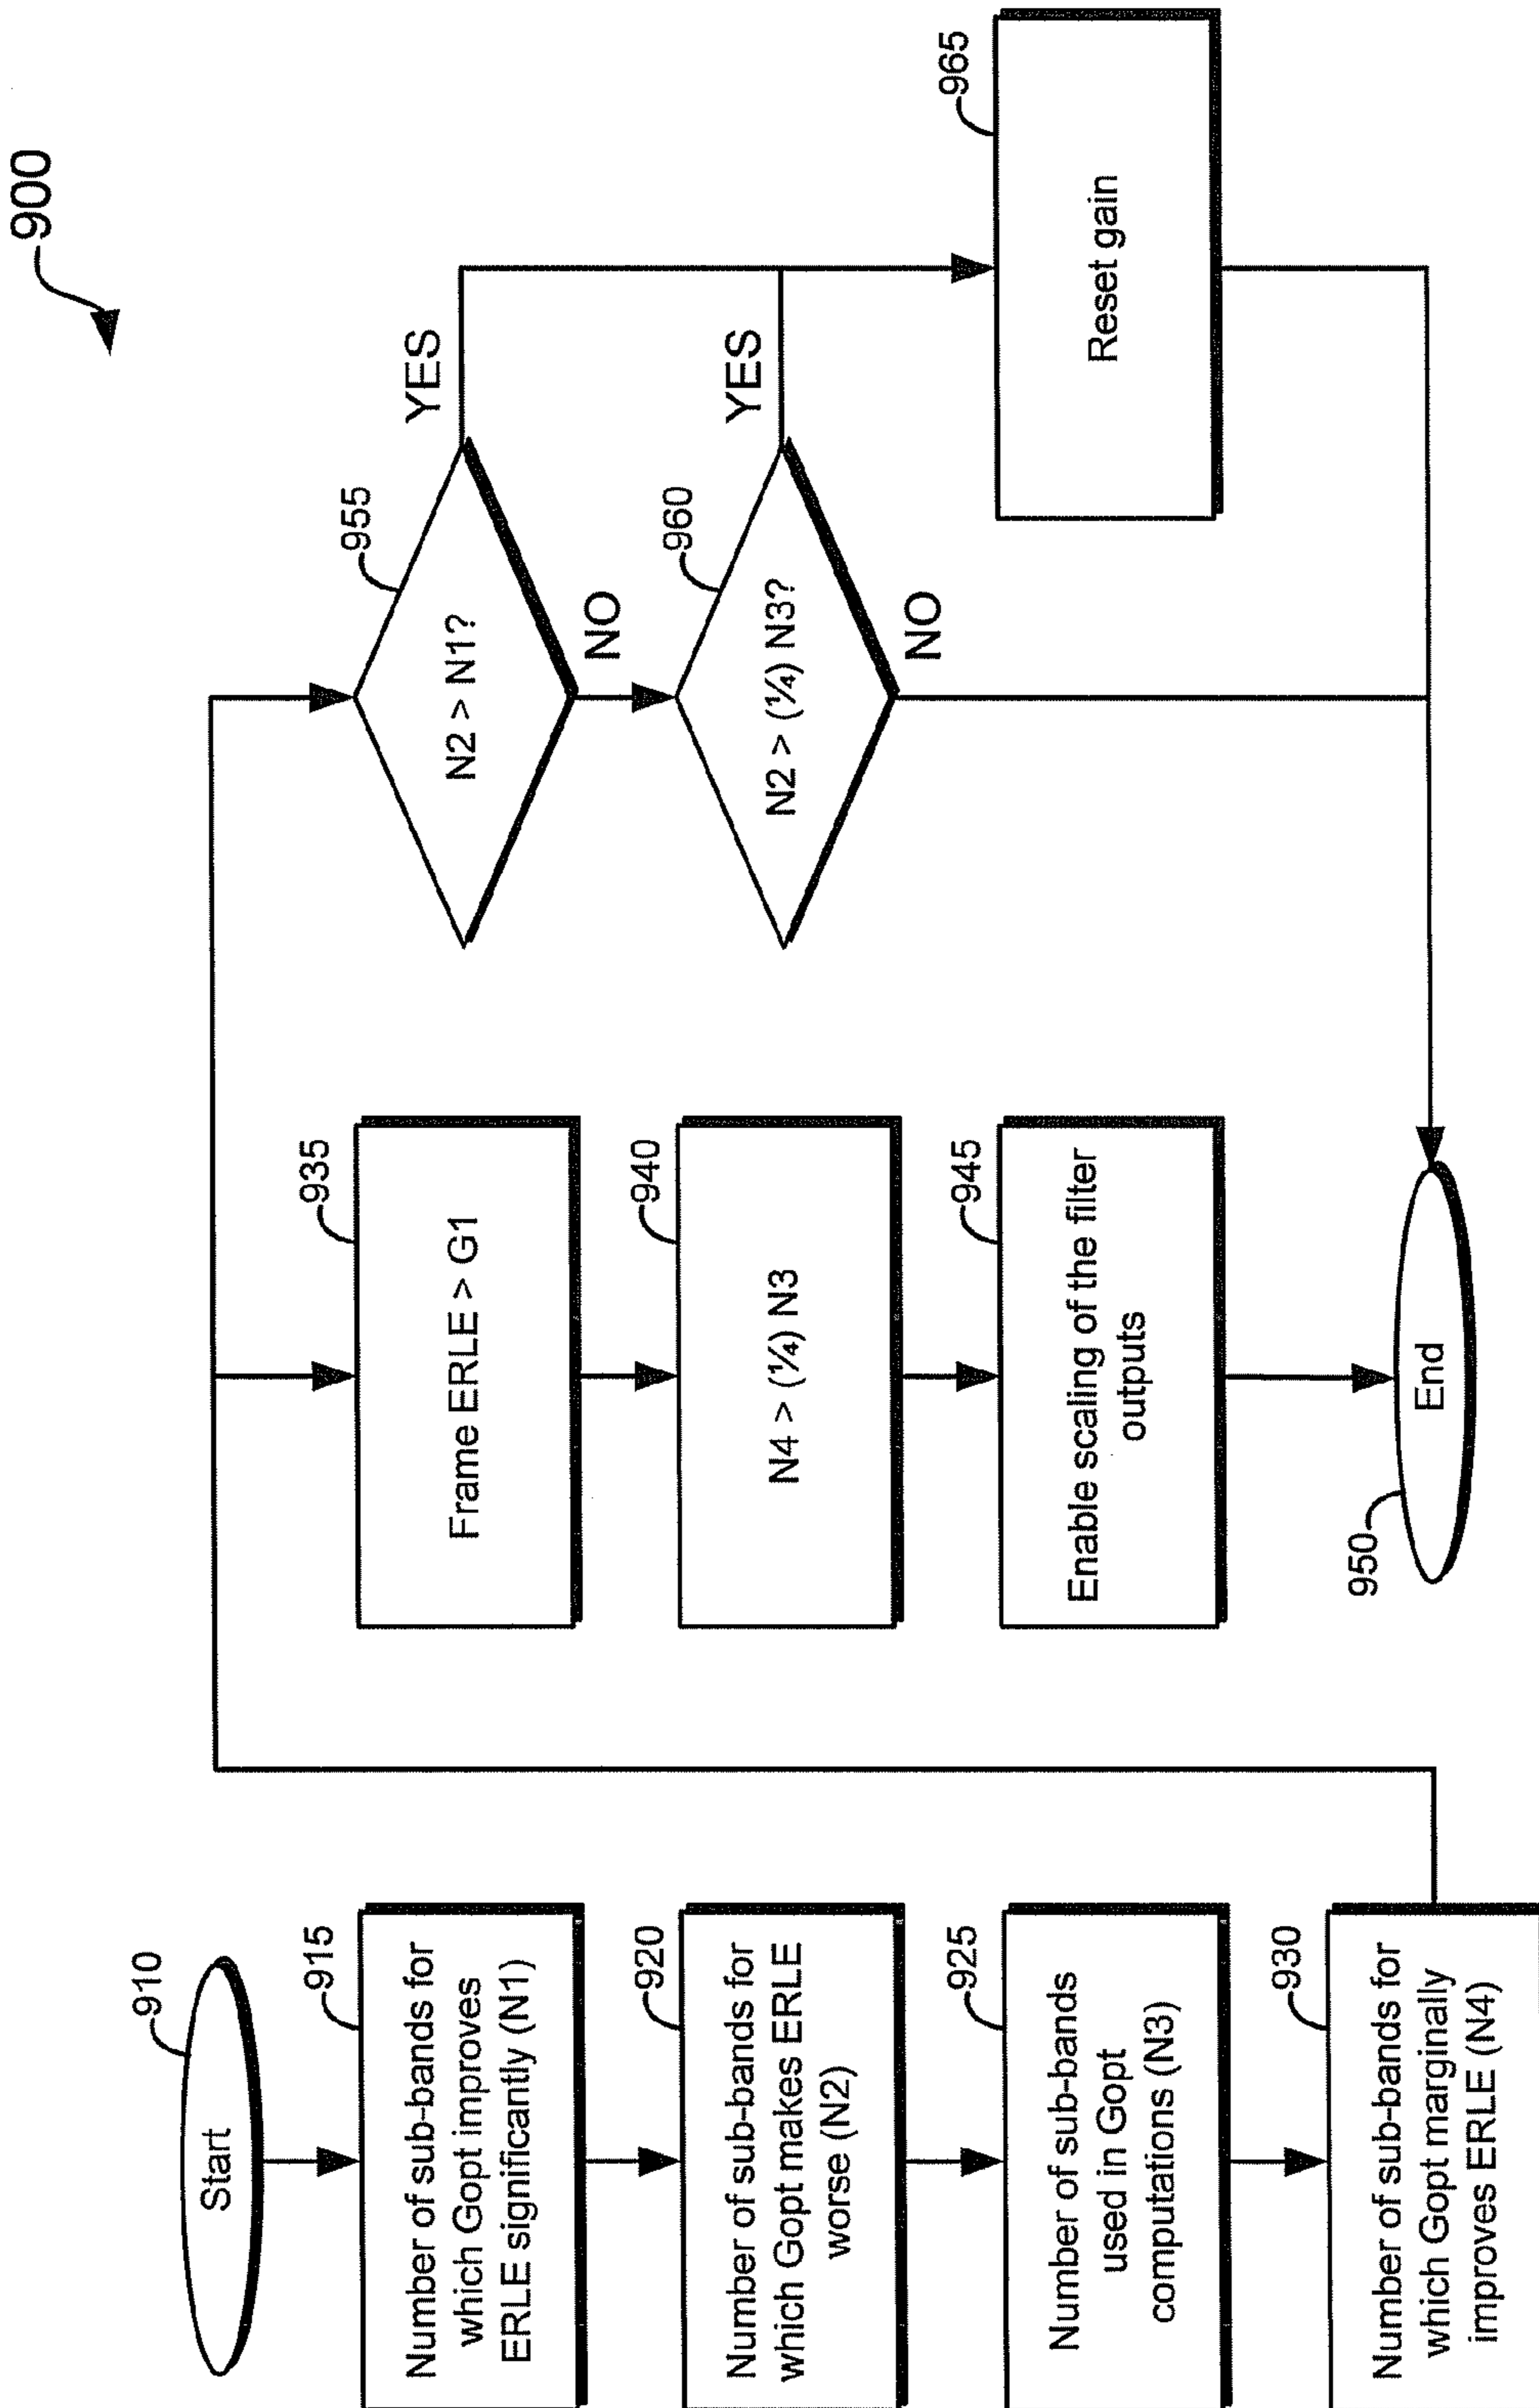 900
Start
910
Number of sub-bands for
which Gopt improves
ERLE significantly (N1)
915
Number of sub-bands for
which Gopt makes ERLE
worse (N2)
920
Number of sub-bands
used in Gopt
computations (N3)
925
Number of sub-bands for
which Gopt marginally
improves ERLE (N4)
930
Frame ERLE > G1
935
N4 > (¼) N3
940
Enable scaling of the filter
outputs
945
End
950
N2 > N1?
955
YES
NO
N2 > (¼) N3?
960
YES
NO
Reset gain
965